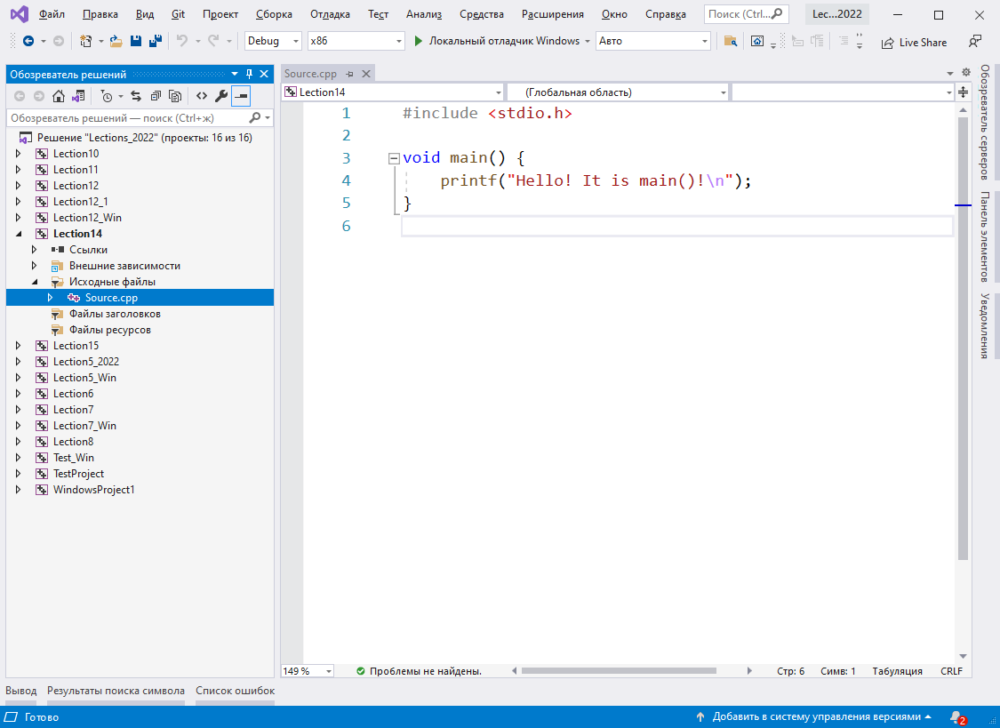 Файл Правка Вид Git Проект Сборка Отладка Тест Анализ Средства Расширения Окно Справка Поиск (Ctrl... Lec...2022
Debug x86 Локальный отладчик Windows Авто Live Share
Обозреватель решений
Обозреватель решений — поиск (Ctrl+ж)
Решение "Lections_2022" (проекты: 16 из 16)
Lection10
Lection11
Lection12
Lection12_1
Lection12_Win
Lection14
Ссылки
Внешние зависимости
Исходные файлы
Source.cpp
Файлы заголовков
Файлы ресурсов
Lection15
Lection5_2022
Lection5_Win
Lection6
Lection7
Lection7_Win
Lection8
Test_Win
TestProject
WindowsProject1
Source.cpp
Lection14 (Глобальная область)
1 #include <stdio.h>
2
3 void main() {
4 printf("Hello! It is main()!\n");
5 }
6
149 % Проблемы не найдены. Стр: 6 Симв: 1 Табуляция CRLF
Обозреватель серверов
Панель элементов
Уведомления
Вывод Результаты поиска символа Список ошибок
Готово Добавить в систему управления версиями 2